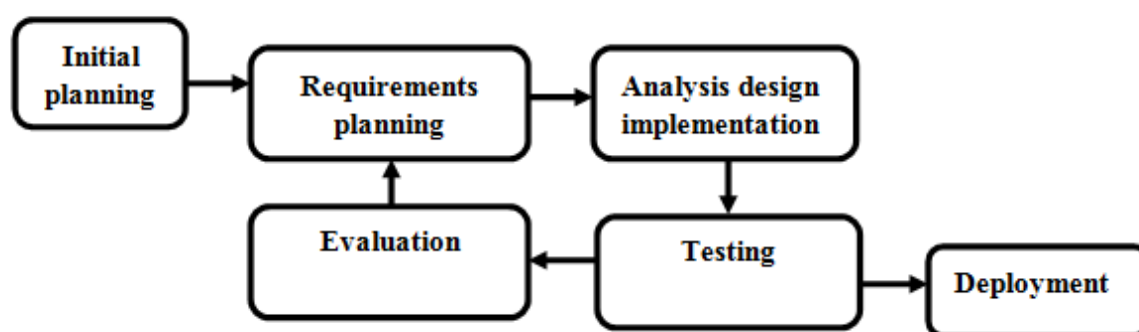 Initial
planning
Requirements
planning
Analysis design
implementation
Evaluation
Testing
Deployment